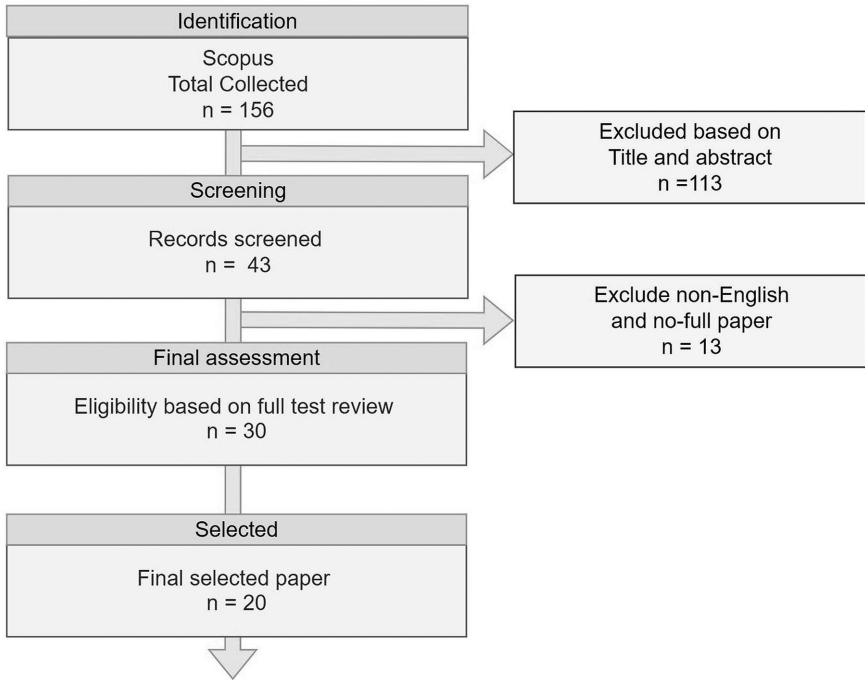 Identification
Scopus
Total Collected
n = 156
Excluded based on
Title and abstract
n =113
Screening
Records screened
n = 43
Exclude non-English
and no-full paper
n = 13
Final assessment
Eligibility based on full test review
n = 30
Selected
Final selected paper
n = 20